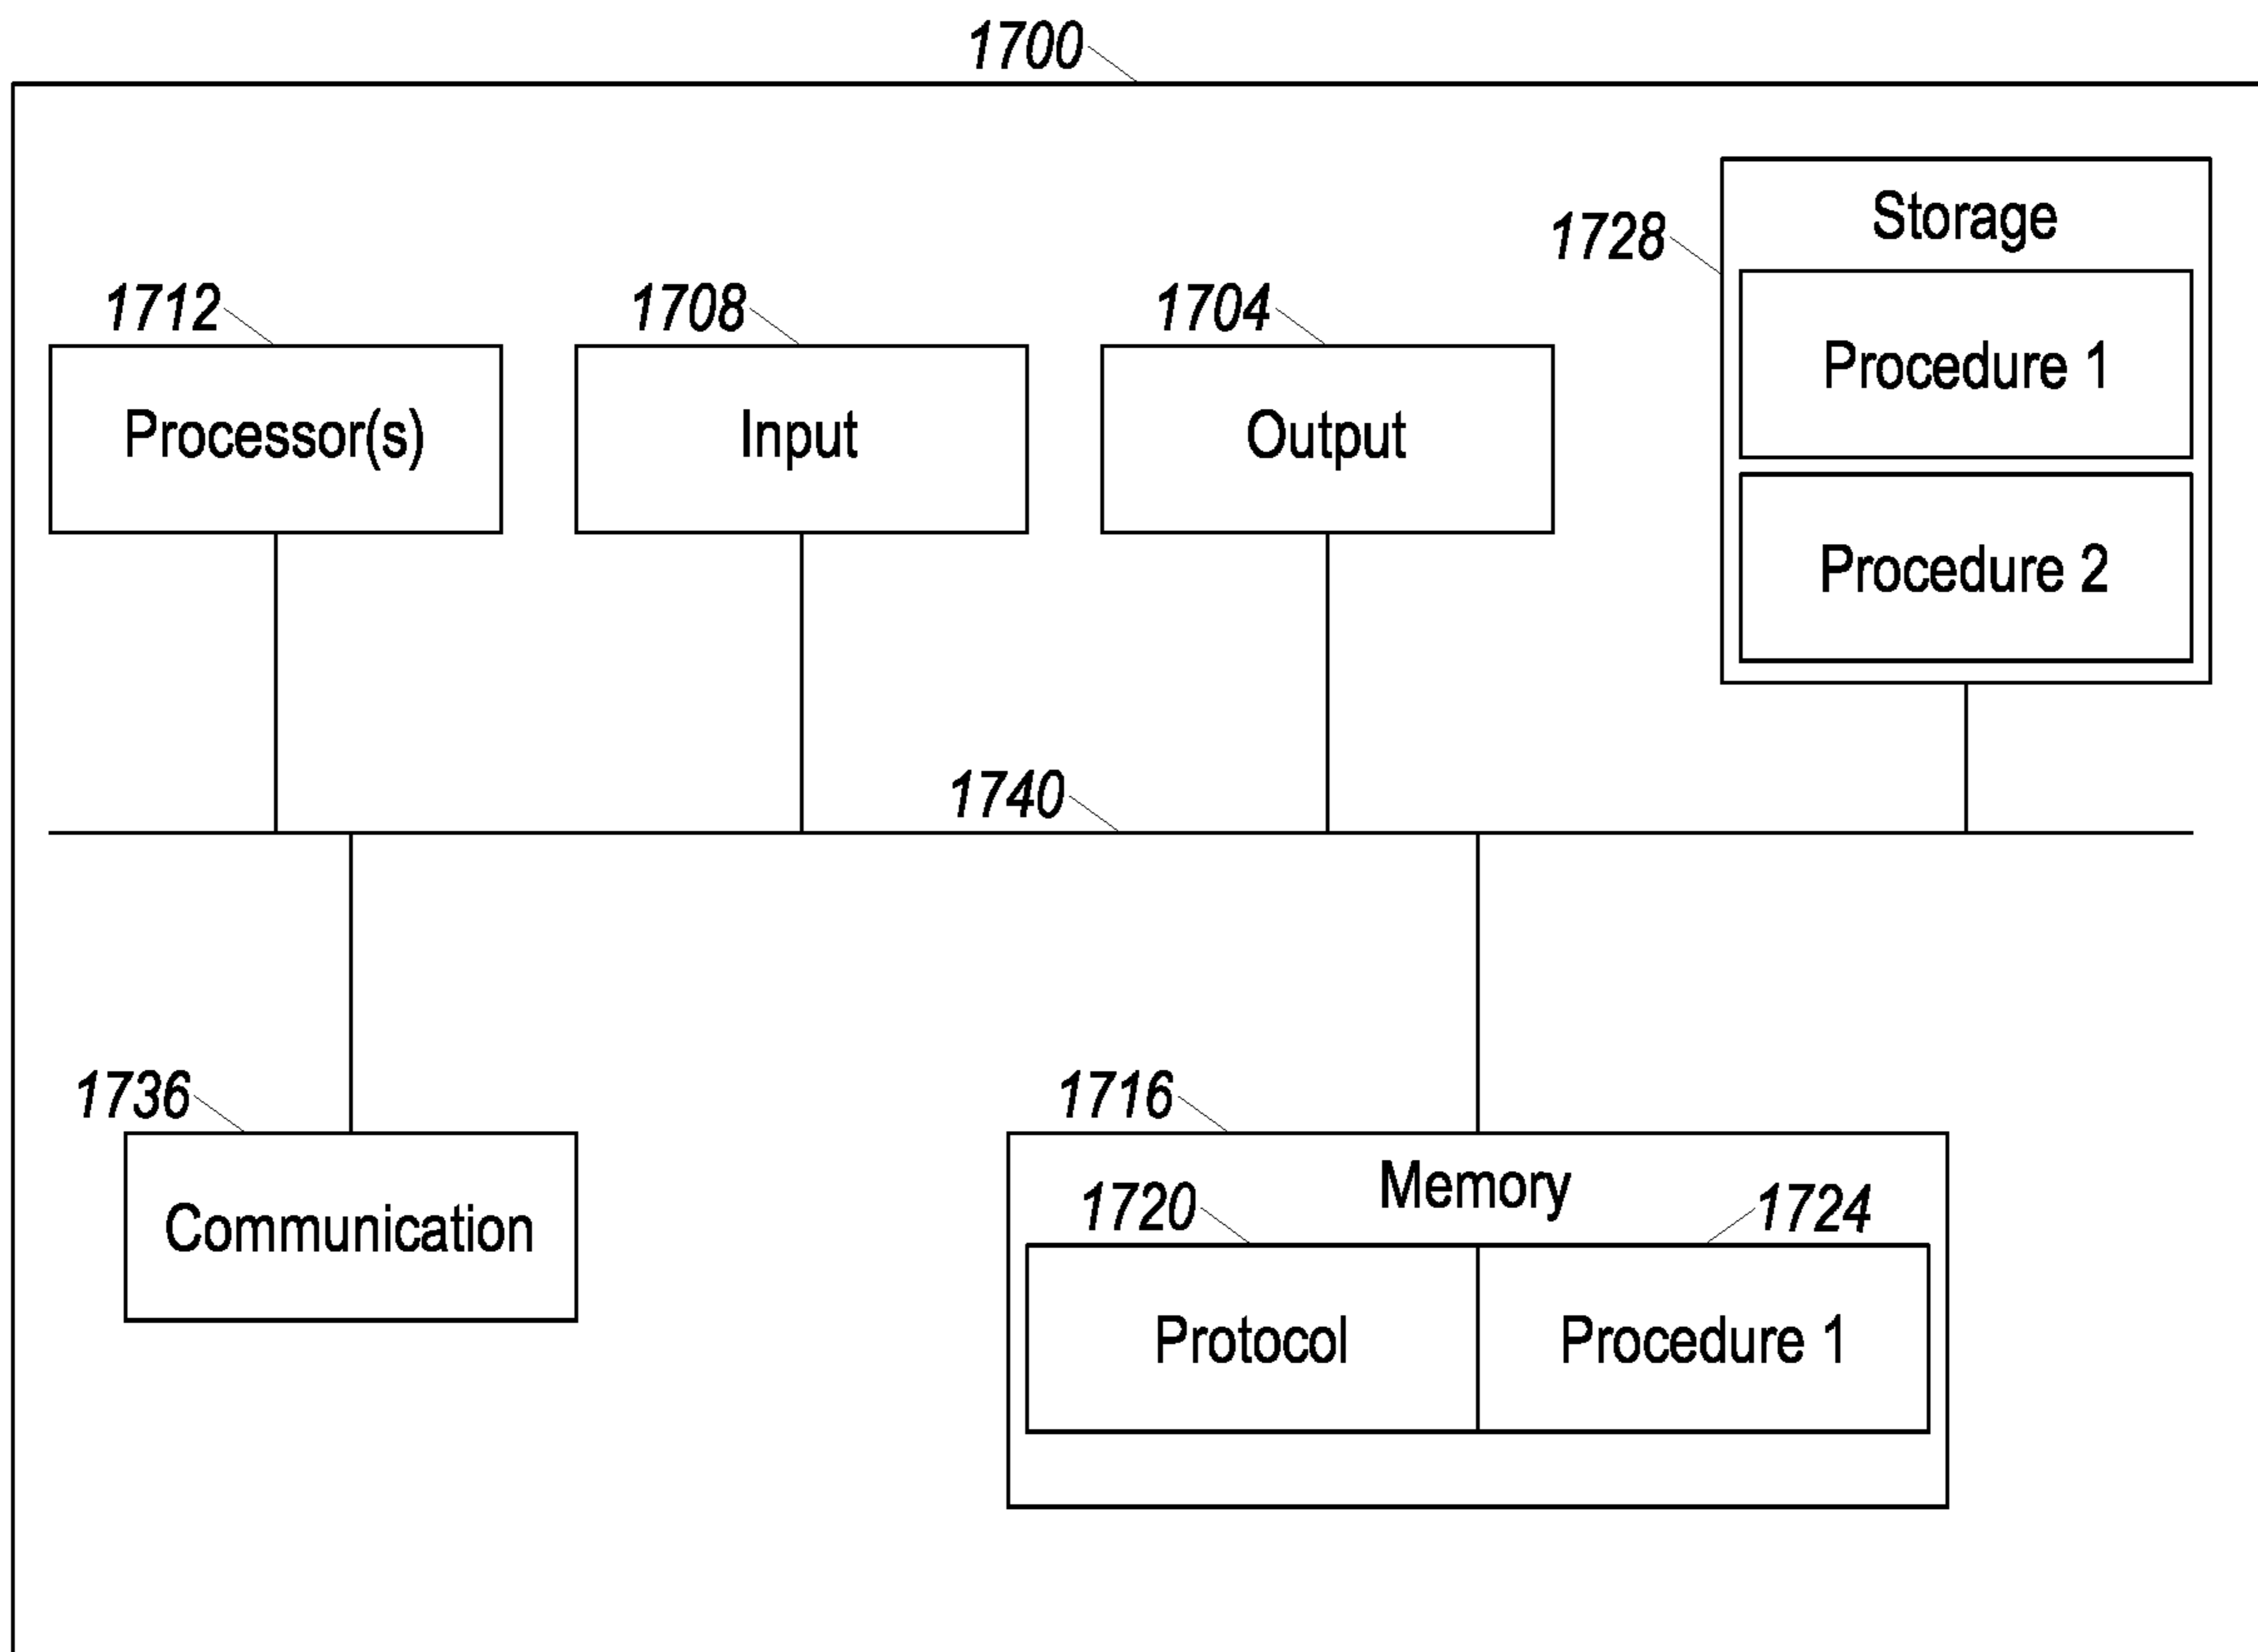 1700
Storage
1728
1712
1708
1704
Procedure 1
Processor(s)
Input
Output
Procedure 2
1740
1736
1716
Memory
1720
1724
Communication
Protocol
Procedure 1